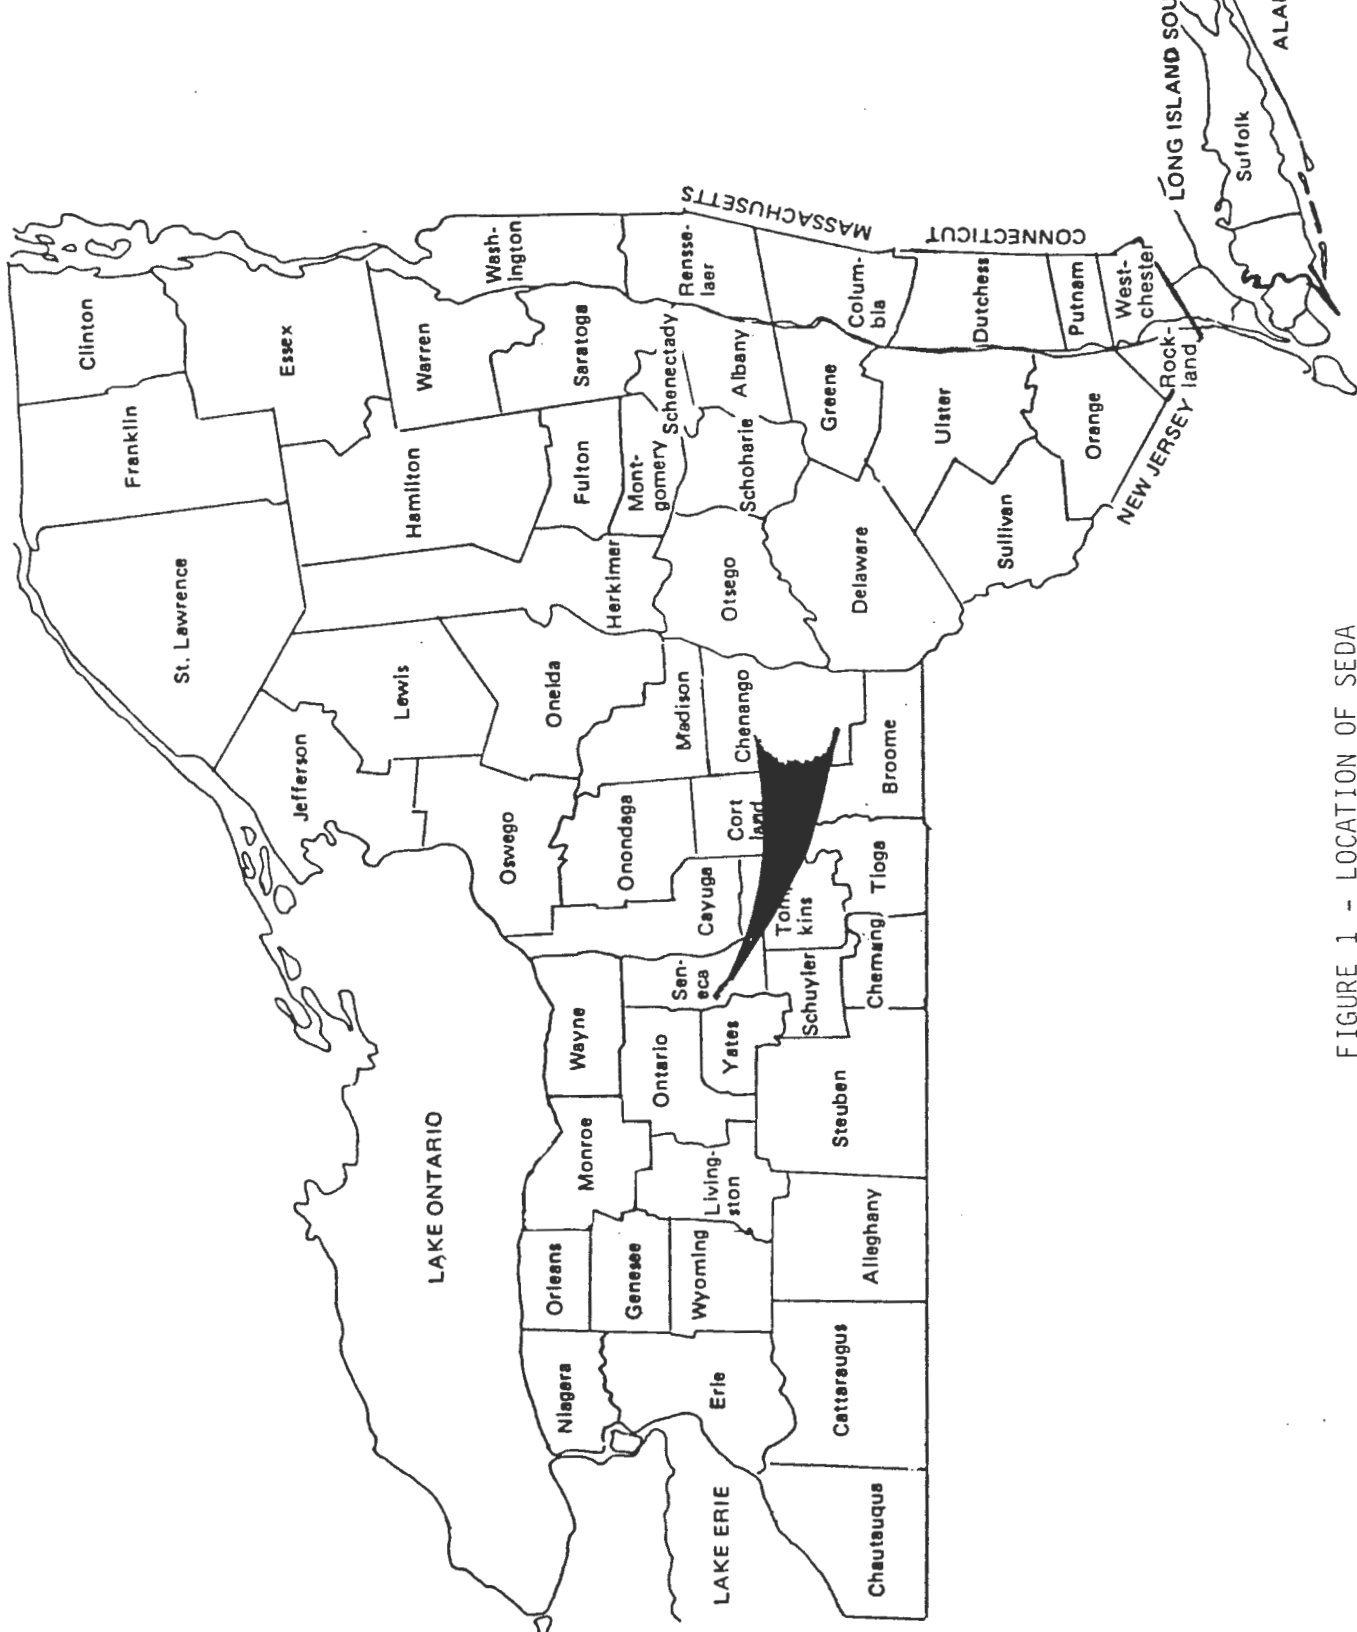 Clinton
Franklin
St. Lawrence
Essex
Jefferson
Lewis
Hamilton
Warren
Wash-
ington
Herkimer
Oswego
Oneida
Fulton
Saratoga
LAKE ONTARIO
Niagara
Orleans
Monroe
Wayne
Cayuga
Onondaga
Madison
Mont-
gomery
Schenectady
Rensse-
laer
MASSACHUSETTS
Erie
Genesee
Wyoming
Living-
ston
Ontario
Yates
Sen-
eca
Cort
land
Chenango
Otsego
Schoharie
Albany
LAKE ERIE
Chautauqua
Cattaraugus
Alleghany
Steuben
Schuyler
Tom
kins
Chemung
Tioga
Broome
Delaware
Greene
Colum-
bia
Ulster
Dutchess
CONNECTICUT
Sullivan
Orange
Putnam
West-
chester
Rock-
land
NEW JERSEY
LONG ISLAND SOU
Suffolk
FIGURE 1 - LOCATION OF SEDA